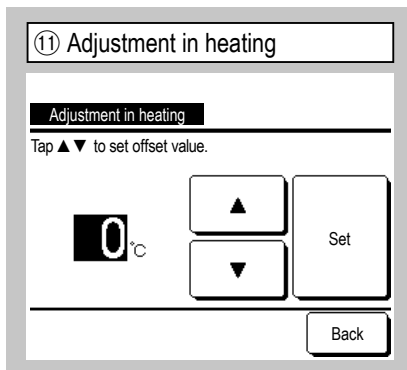 ⑪ Adjustment in heating
Adjustment in heating
Tap ▲▼ to set offset value.
▲
0°C
Set
▼
Back